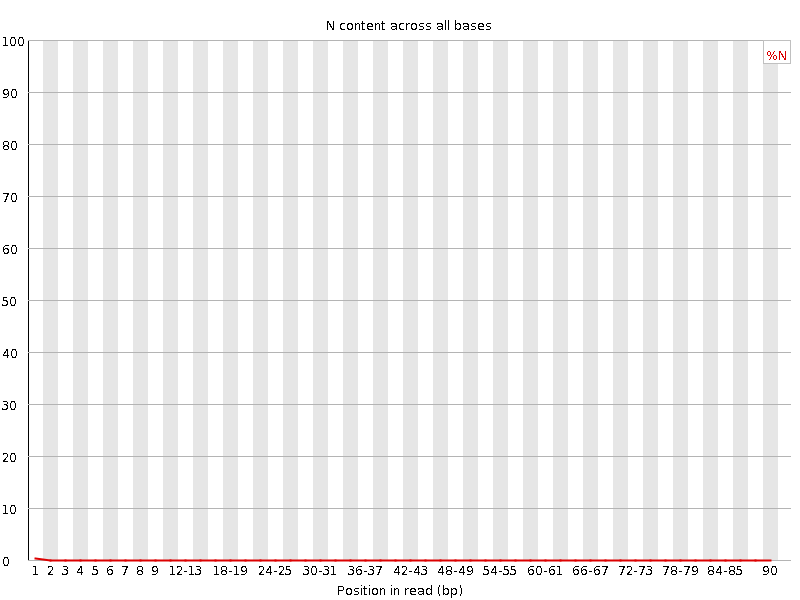 N content across all bases
%N
100
90
80
70
60
50
40
30
20
10
0
1 2 3 4 5 6 7 8 9 12-13 18-19 24-25 30-31 36-37 42-43 48-49 54-55 60-61 66-67 72-73 78-79 84-85 90
Position in read (bp)